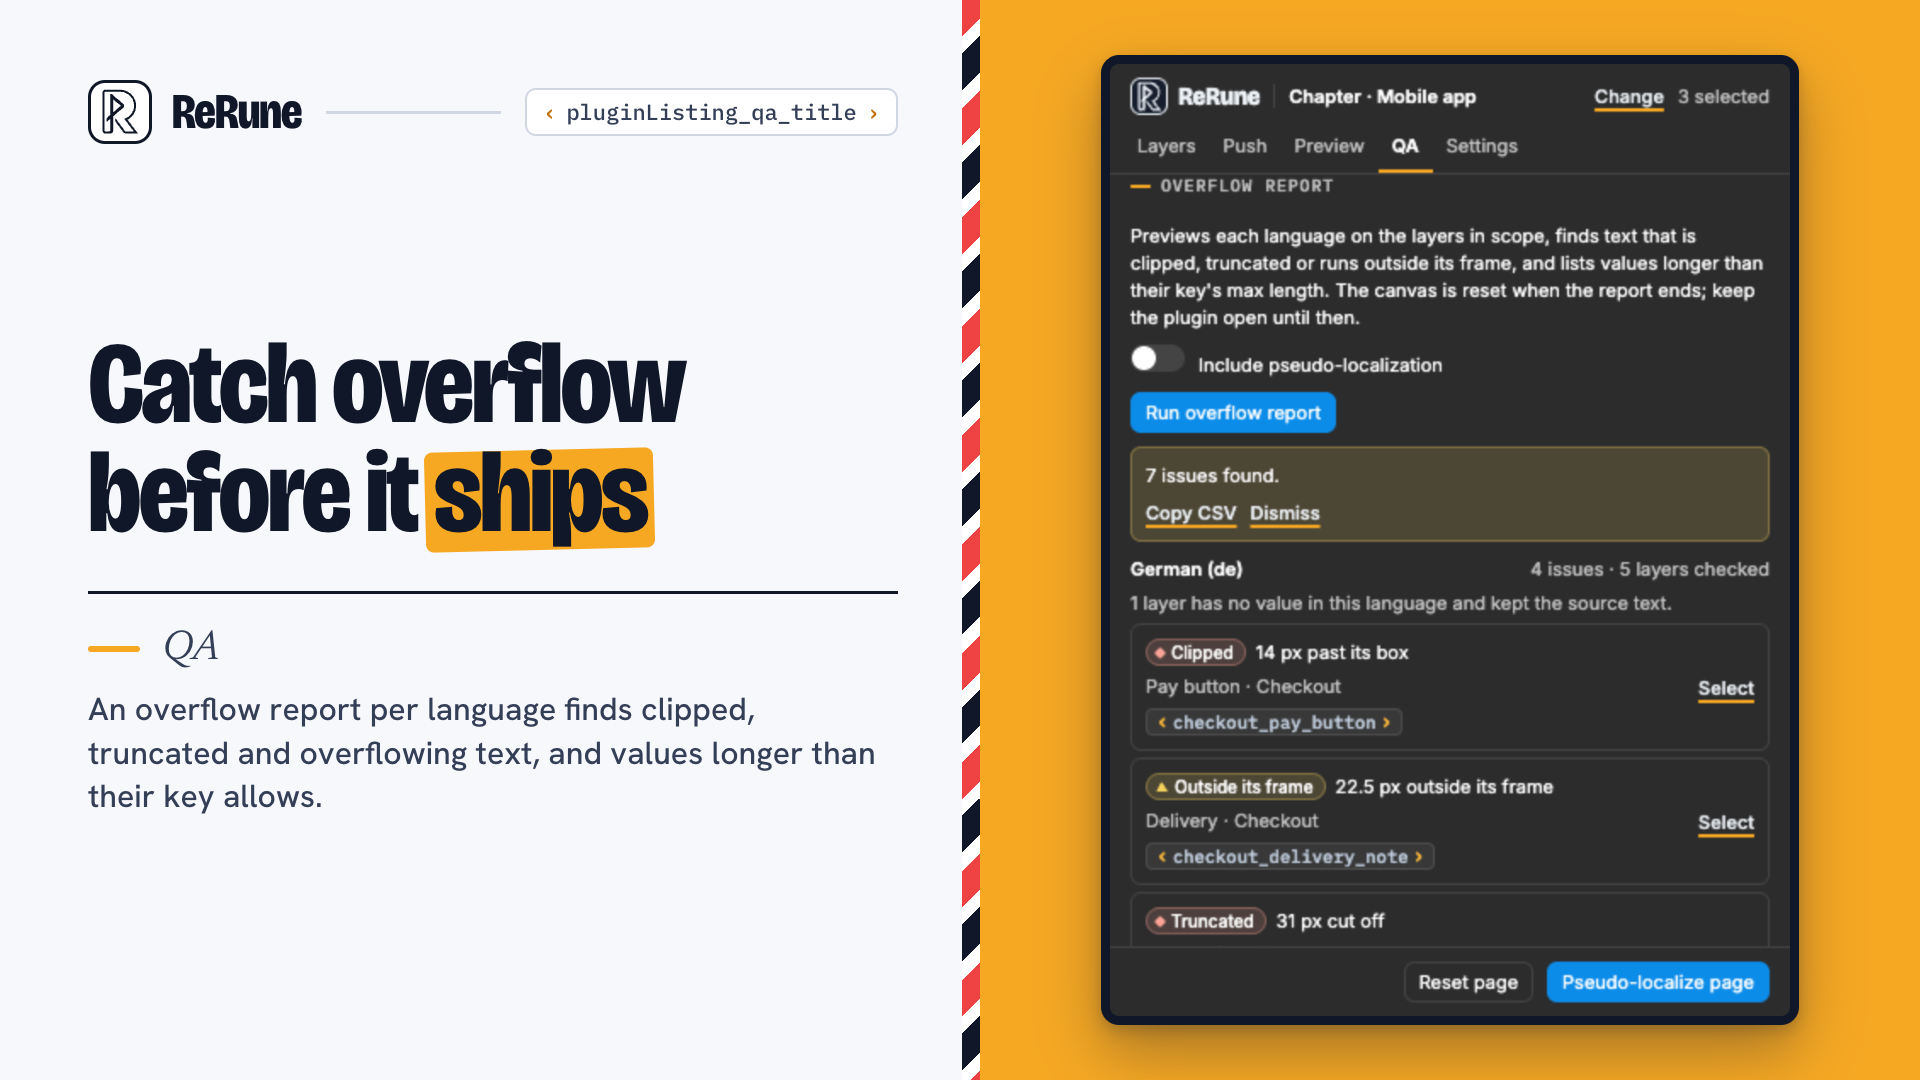 ReRune
‹ pluginListing_qa_title ›
Catch overflow
before it ships
QA
An overflow report per language finds clipped,
truncated and overflowing text, and values longer than
their key allows.
ReRune
Chapter · Mobile app
Change
3 selected
Layers
Push
Preview
QA
Settings
OVERFLOW REPORT
Previews each language on the layers in scope, finds text that is
clipped, truncated or runs outside its frame, and lists values longer than
their key's max length. The canvas is reset when the report ends; keep
the plugin open until then.
Include pseudo-localization
Run overflow report
7 issues found.
Copy CSV Dismiss
German (de)
4 issues · 5 layers checked
1 layer has no value in this language and kept the source text.
Clipped 14 px past its box
Pay button · Checkout
Select
‹ checkout_pay_button ›
Outside its frame 22.5 px outside its frame
Delivery · Checkout
Select
‹ checkout_delivery_note ›
Truncated 31 px cut off
Reset page
Pseudo-localize page